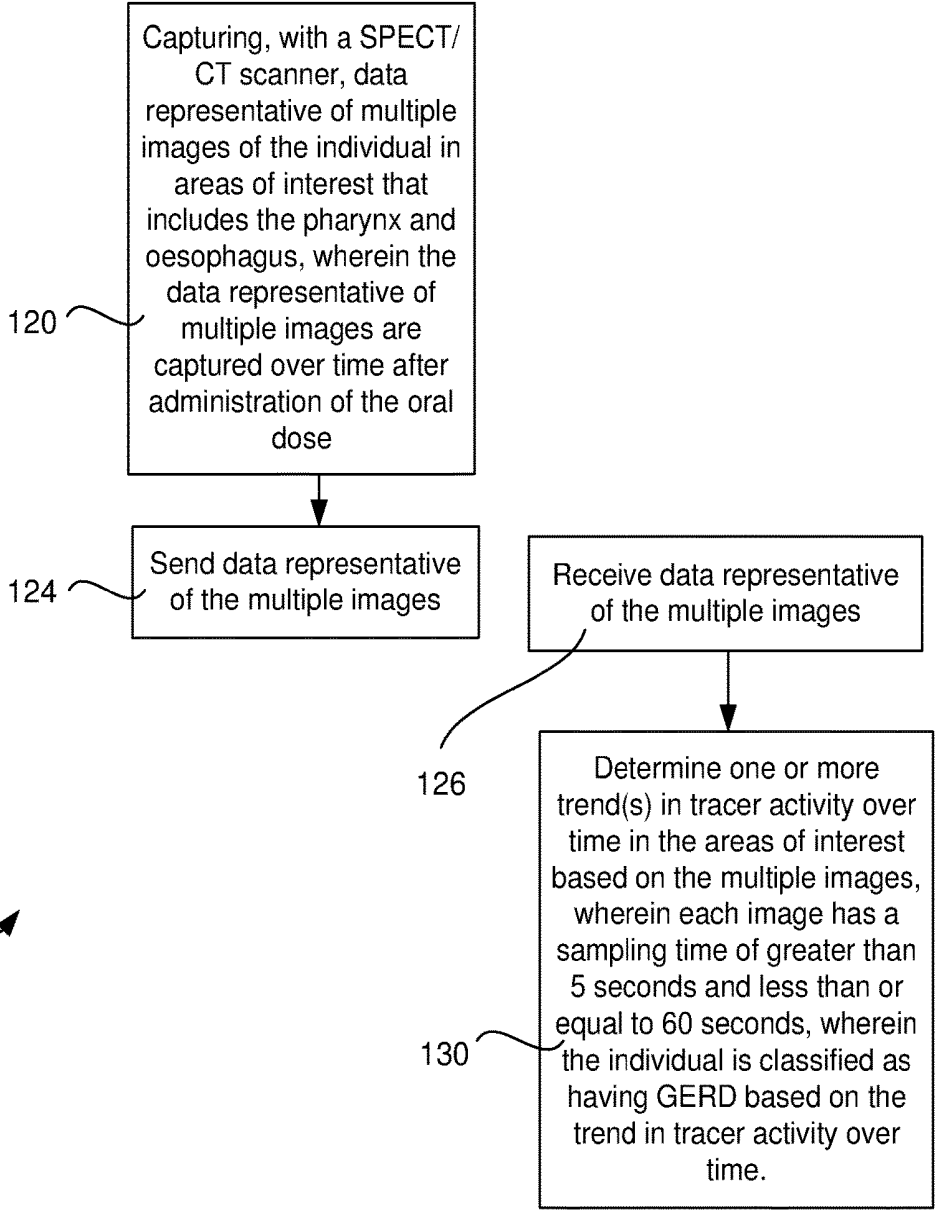 Capturing, with a SPECT/
CT scanner, data
representative of multiple
images of the individual in
areas of interest that
includes the pharynx and
oesophagus, wherein the
data representative of
multiple images are
captured over time after
administration of the oral
dose
120
Send data representative
of the multiple images
124
Receive data representative
of the multiple images
126
Determine one or more
trend(s) in tracer activity over
time in the areas of interest
based on the multiple images,
wherein each image has a
sampling time of greater than
5 seconds and less than or
equal to 60 seconds, wherein
the individual is classified as
having GERD based on the
trend in tracer activity over
time.
130